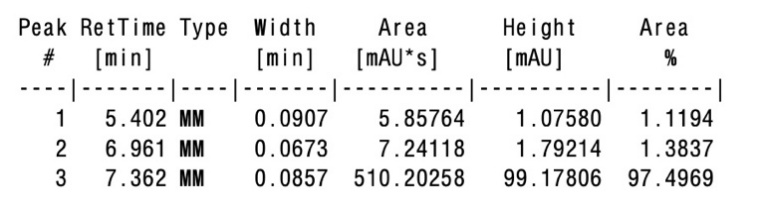 Peak RetTime Type  Width     Area      Height     Area
  #   [min]        [min]   [mAU*s]     [mAU]        %
----|-------|----|-------|----------|----------|--------|
   1   5.402 MM    0.0907    5.85764    1.07580   1.1194
   2   6.961 MM    0.0673    7.24118    1.79214   1.3837
   3   7.362 MM    0.0857  510.20258   99.17806  97.4969